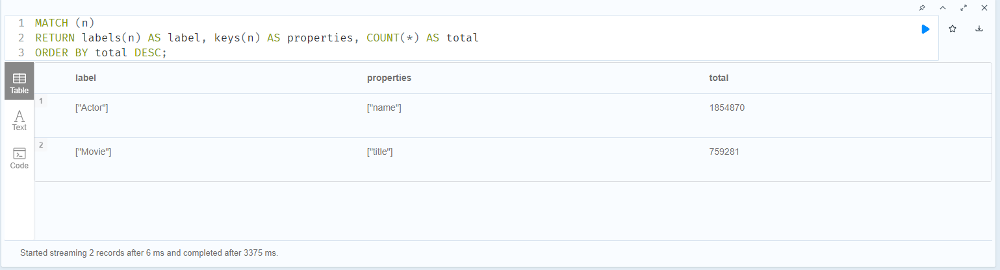 1 MATCH (n)
2 RETURN labels(n) AS label, keys(n) AS properties, COUNT(*) AS total
3 ORDER BY total DESC;
Table
Text
Code
label properties total
1 ["Actor"] ["name"] 1854870
2 ["Movie"] ["title"] 759281
Started streaming 2 records after 6 ms and completed after 3375 ms.